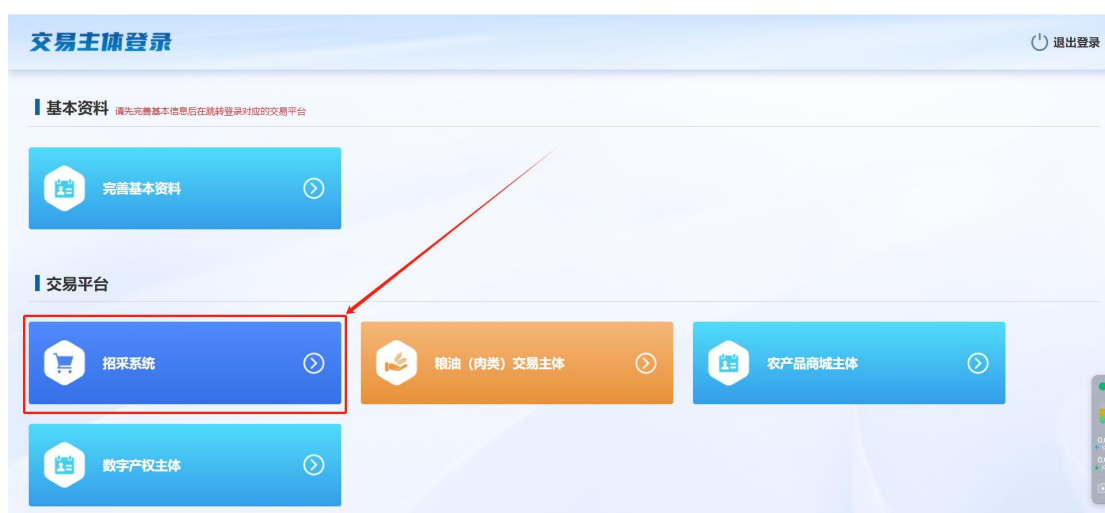 交易主体登录
退出登录
基本资料 请先完善基本信息后在跳转登录对应的交易平台
完善基本资料
交易平台
招采系统
粮油（肉类）交易主体
农产品商城主体
数字产权主体